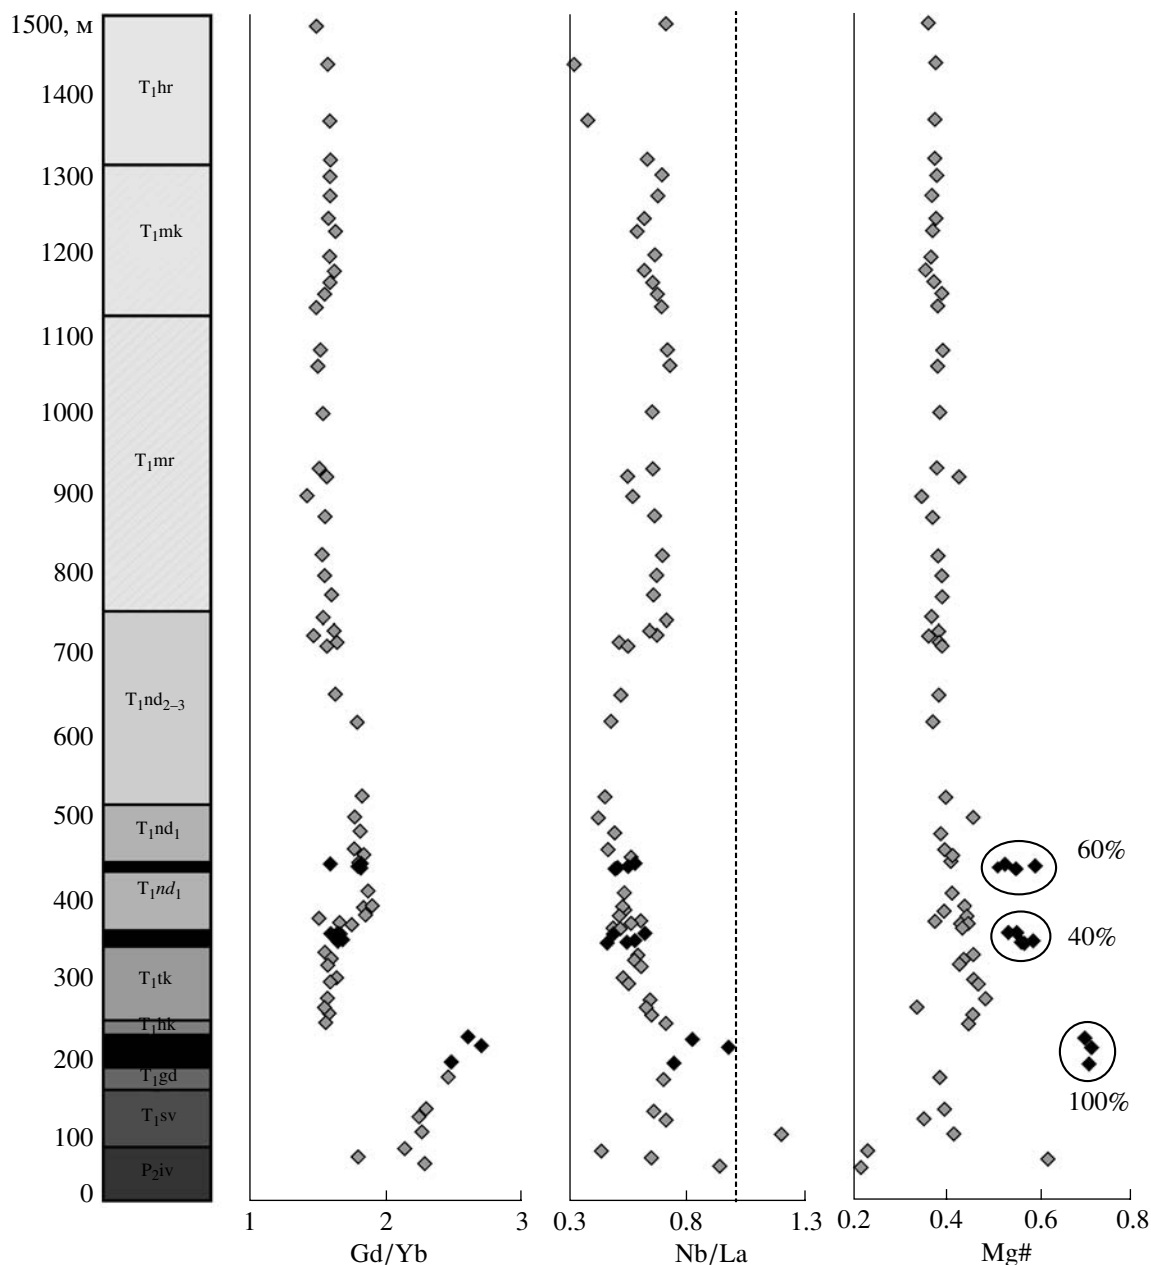 1500, м
1400
1300
1200
1100
1000
900
800
700
600
500
400
300
200
100
0
T₁hr
T₁mk
T₁mr
T₁nd₂₋₃
T₁nd₁
T₁nd₁
T₁tk
T₁hk
T₁gd
T₁sv
P₂iv
1 2 3
Gd/Yb
0.3 0.8 1.3
Nb/La
60%
40%
100%
0.2 0.4 0.6 0.8
Mg#